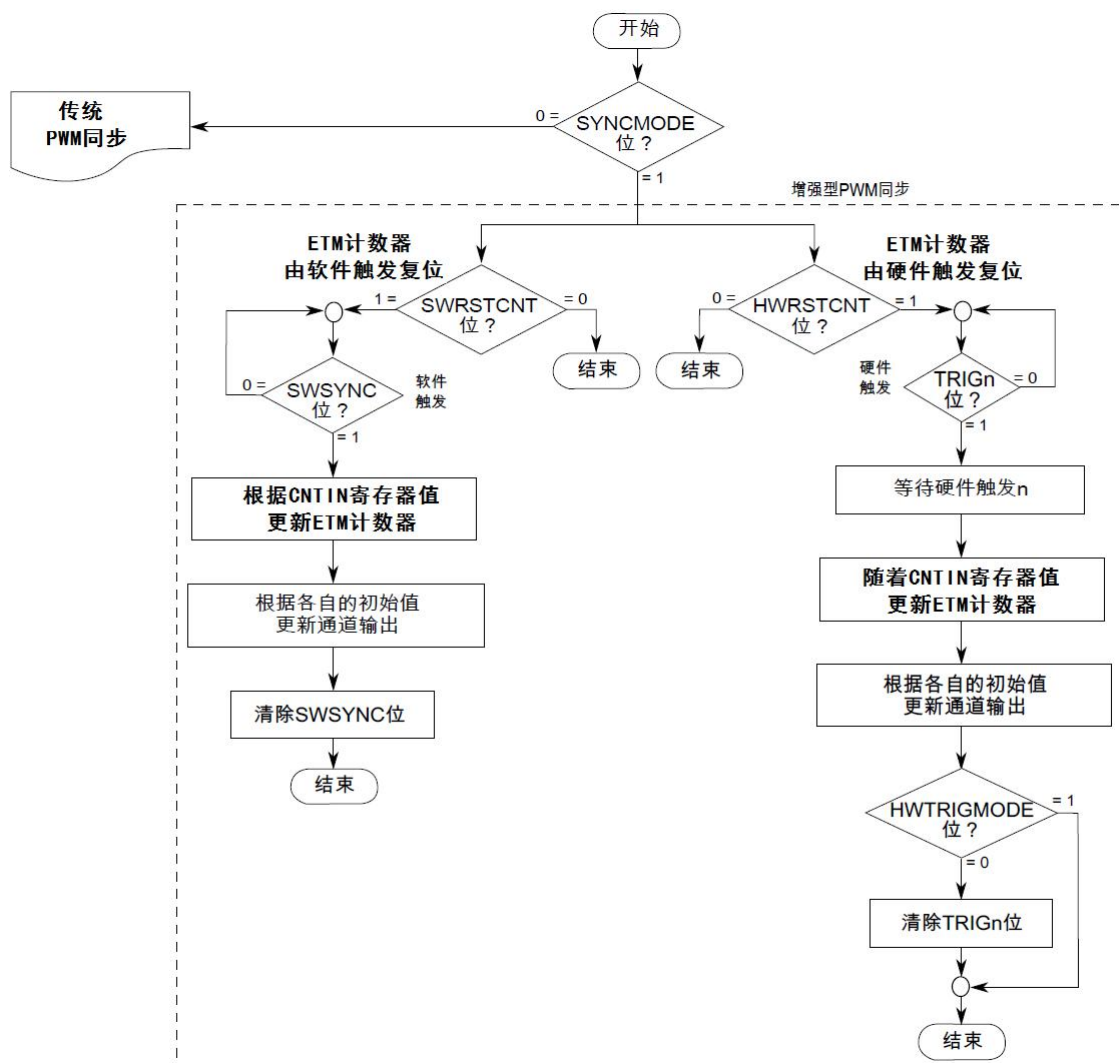 开始
传统
PWM同步
0 =
SYNCMODE
位？
= 1
增强型PWM同步
ETM计数器
由软件触发复位
ETM计数器
由硬件触发复位
1 =
SWRSTCNT
位？
= 0
0 =
HWRSTCNT
位？
= 1
结束
结束
0 =
SWSYNC
位？
软件
触发
= 1
硬件
触发
TRIGn
位？
= 0
= 1
根据CNTIN寄存器值
更新ETM计数器
等待硬件触发n
根据各自的初始值
更新通道输出
随着CNTIN寄存器值
更新ETM计数器
清除SWSYNC位
根据各自的初始值
更新通道输出
结束
HWTRIGMODE
位？
= 1
= 0
清除TRIGn位
结束